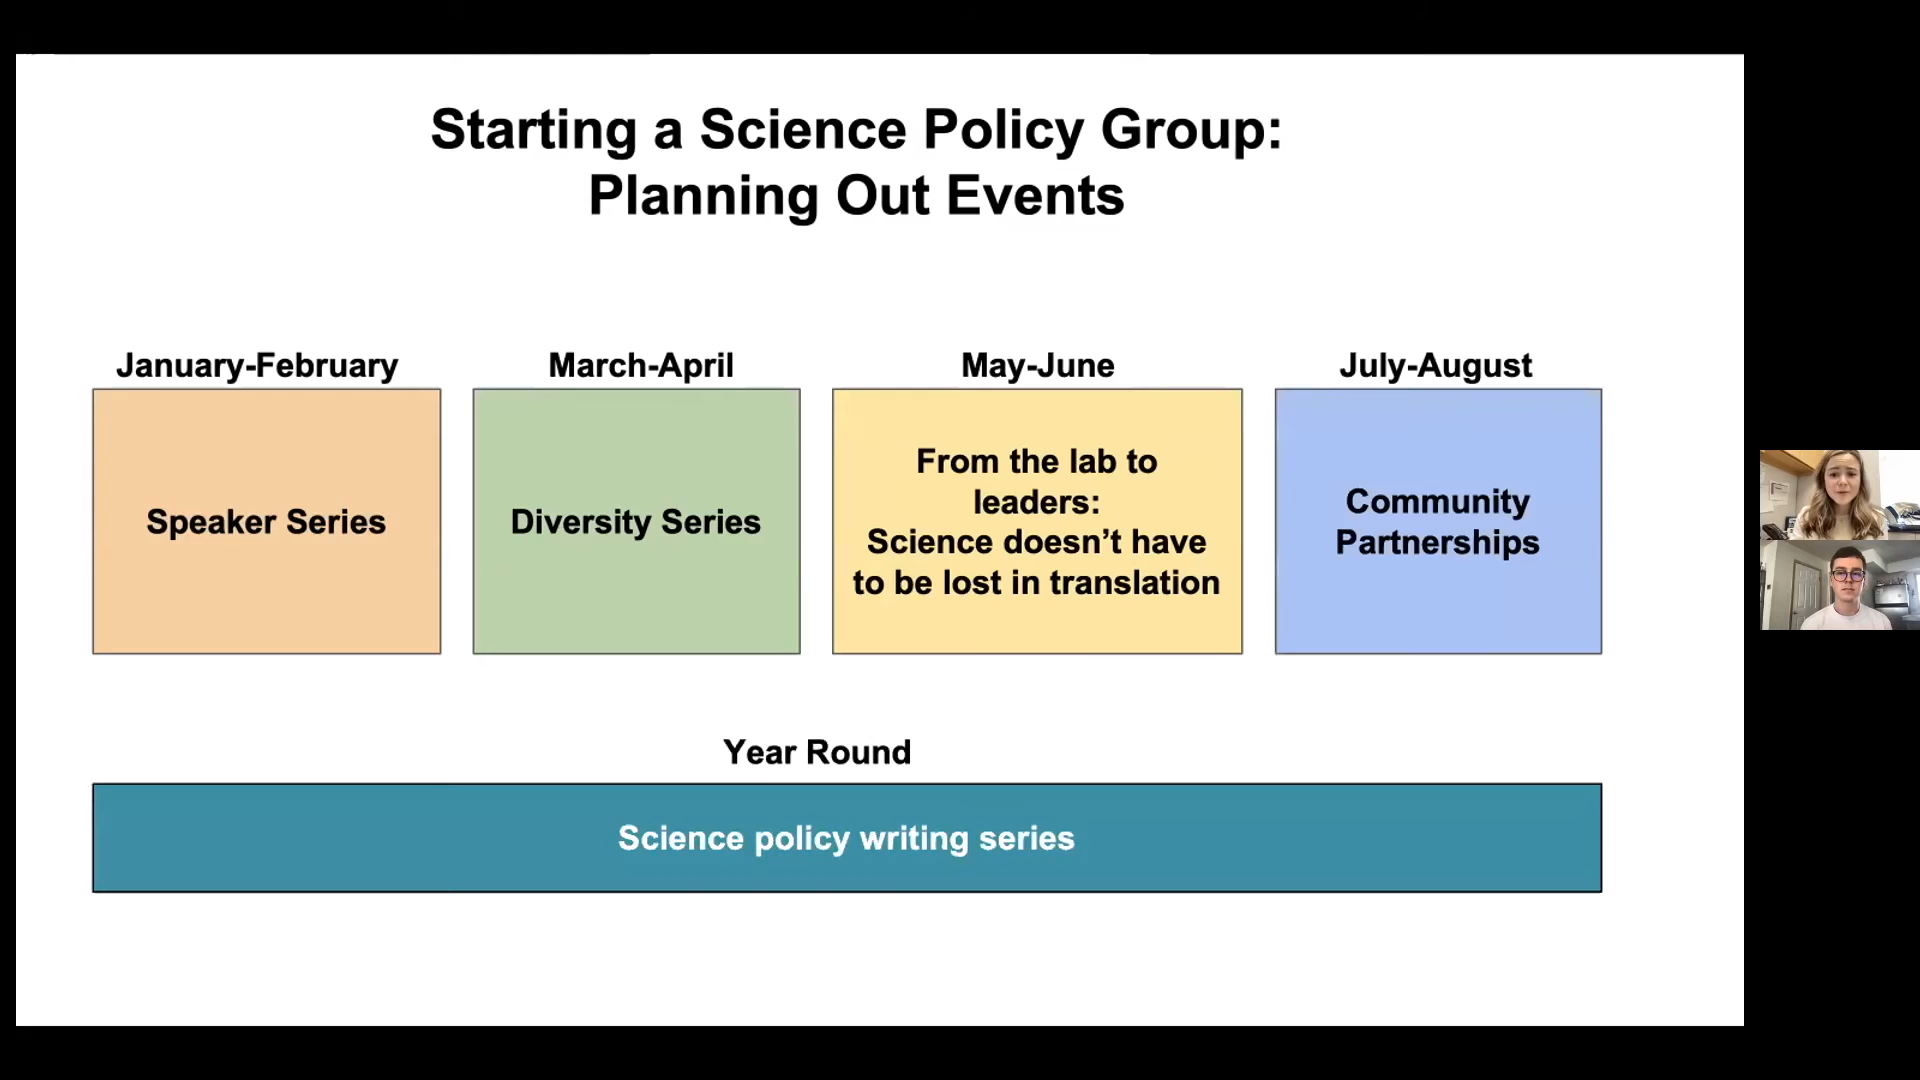 Starting a Science Policy Group:
Planning Out Events
January-February
March-April
May-June
July-August
Speaker Series
Diversity Series
From the lab to
leaders:
Science doesn’t have
to be lost in translation
Community
Partnerships
Year Round
Science policy writing series